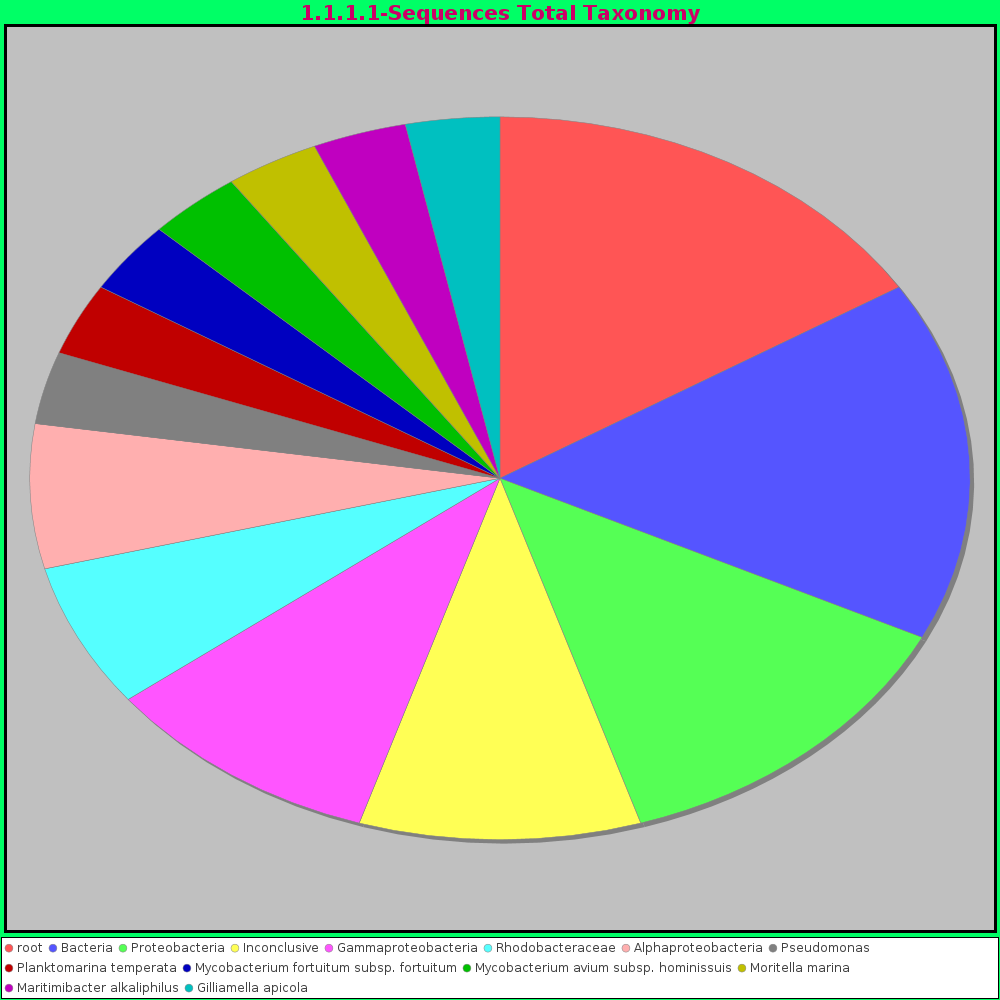 1.1.1.1-Sequences Total Taxonomy
root Bacteria Proteobacteria Inconclusive Gammaproteobacteria Rhodobacteraceae Alphaproteobacteria Pseudomonas
Planktomarina temperata Mycobacterium fortuitum subsp. fortuitum Mycobacterium avium subsp. hominissuis Moritella marina
Maritimibacter alkaliphilus Gilliamella apicola